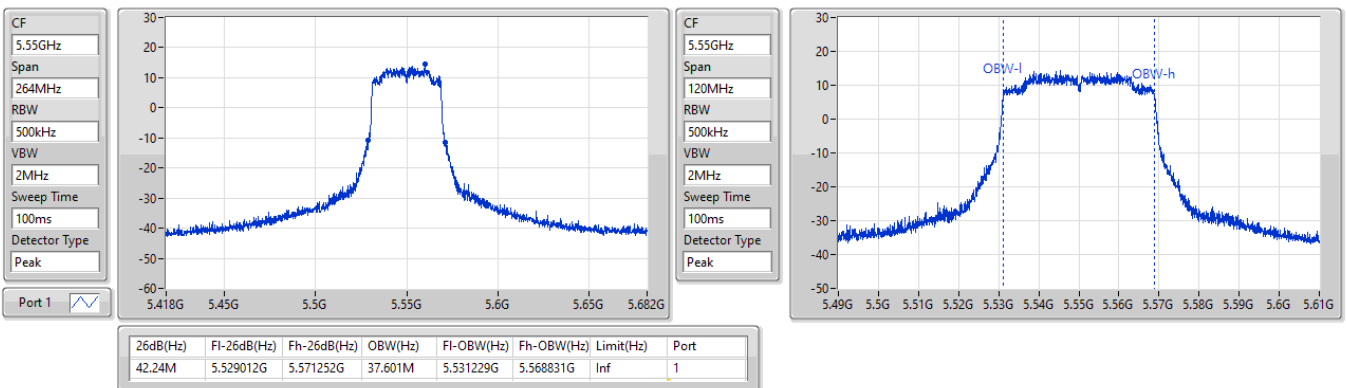 CF
5.55GHz
Span
264MHz
RBW
500kHz
VBW
2MHz
Sweep Time
100ms
Detector Type
Peak
Port 1
30
20
10
0
-10
-20
-30
-40
-50
-60
5.418G 5.45G 5.5G 5.55G 5.6G 5.65G 5.682G
CF
5.55GHz
Span
120MHz
RBW
500kHz
VBW
2MHz
Sweep Time
100ms
Detector Type
Peak
30
20
10
0
-10
-20
-30
-40
-50
OBW-l
OBW-h
5.49G 5.5G 5.51G 5.52G 5.53G 5.54G 5.55G 5.56G 5.57G 5.58G 5.59G 5.6G 5.61G
26dB(Hz) Fl-26dB(Hz) Fh-26dB(Hz) OBW(Hz) Fl-OBW(Hz) Fh-OBW(Hz) Limit(Hz) Port
42.24M 5.529012G 5.571252G 37.601M 5.531229G 5.568831G Inf 1